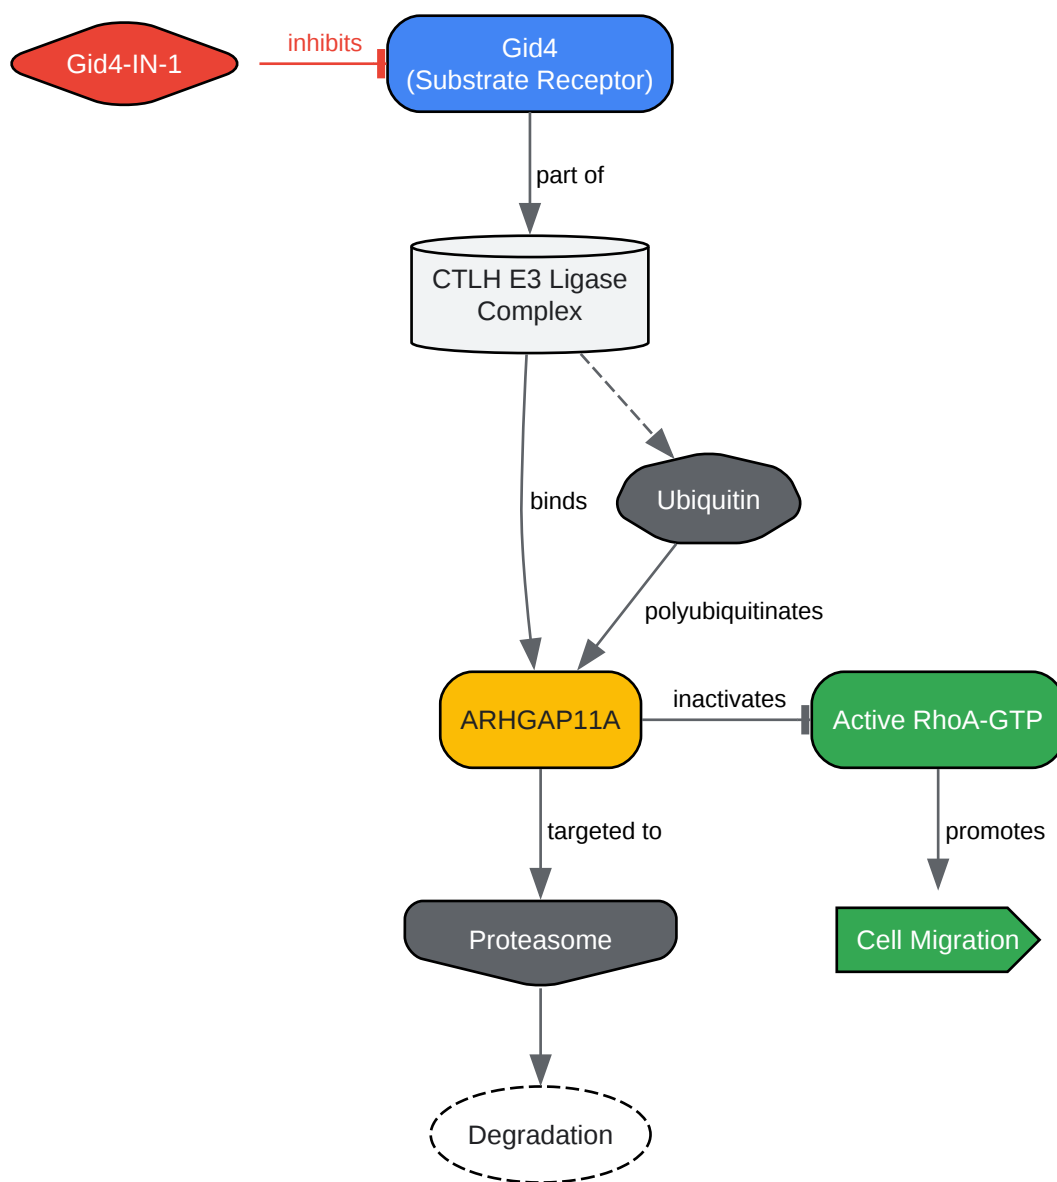 Gid4-IN-1
inhibits
Gid4
(Substrate Receptor)
part of
CTLH E3 Ligase
Complex
binds
Ubiquitin
polyubiquitinates
ARHGAP11A
inactivates
Active RhoA-GTP
targeted to
promotes
Proteasome
Cell Migration
Degradation